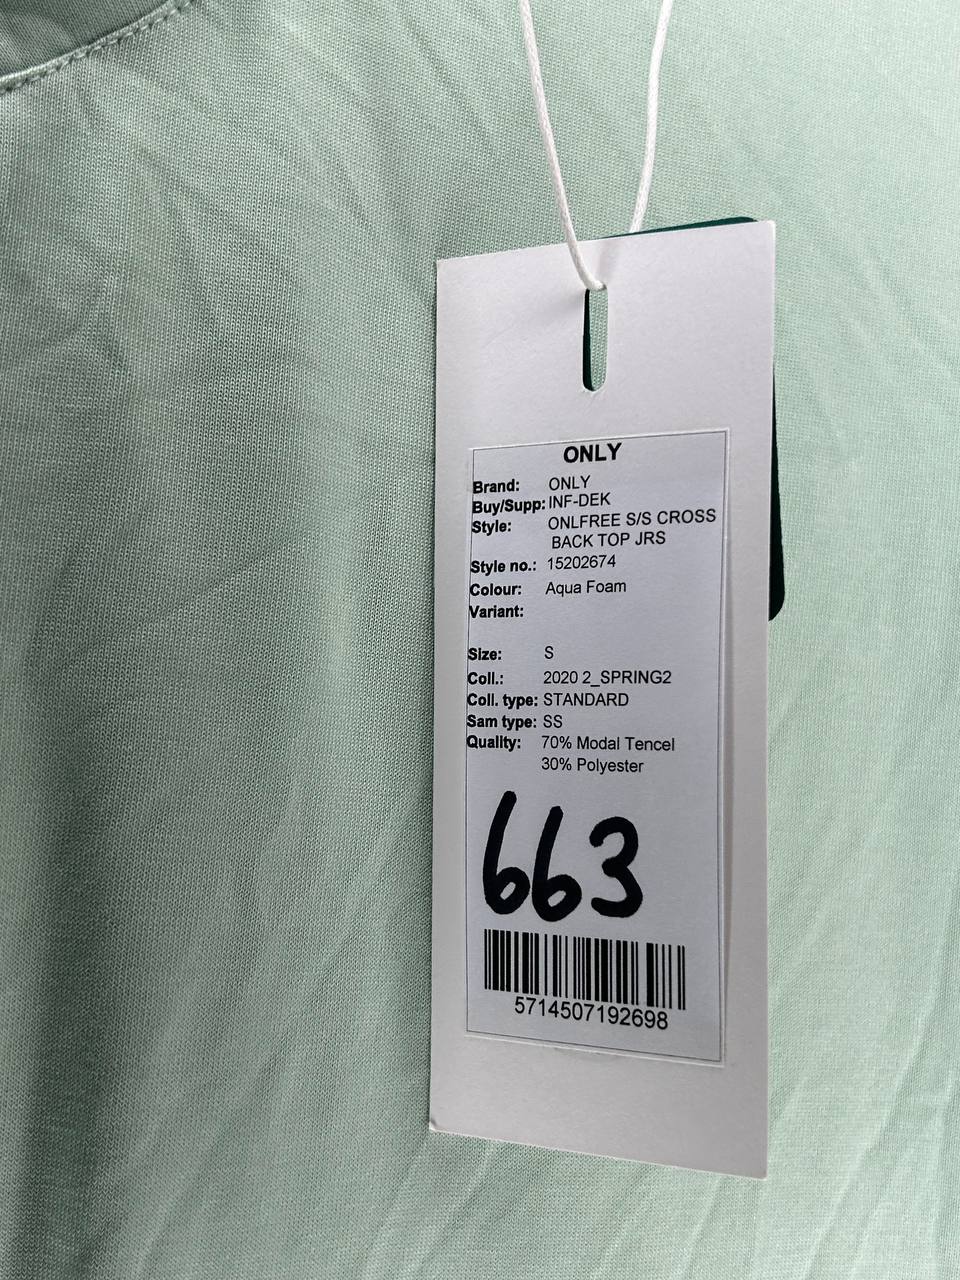 ONLY
Brand: ONLY
Buy/Supp: INF-DEK
Style: ONLFREE S/S CROSS
BACK TOP JRS
Style no.: 15202674
Colour: Aqua Foam
Variant:
Size: S
Coll.: 2020 2_SPRING2
Coll. type: STANDARD
Sam type: SS
Quality: 70% Modal Tencel
30% Polyester
663
5714507192698